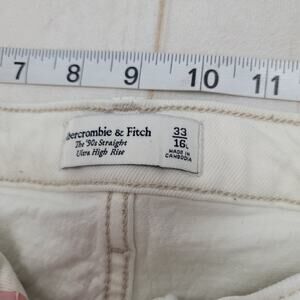 7 8 9 10 11
Abercrombie & Fitch
The '90s Straight
Ultra High Rise
33
16L
MADE IN
CAMBODIA